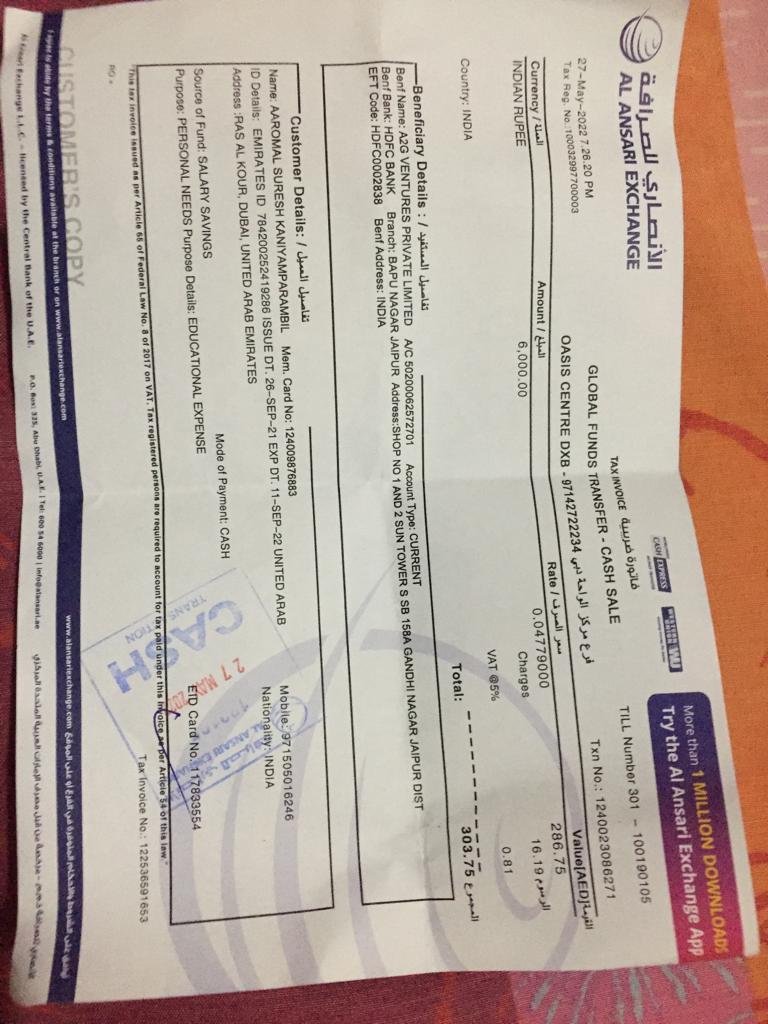 الأنصاري للصرافة
AL ANSARI EXCHANGE
More than 1 MILLION DOWNLOADS
Try the Al Ansari Exchange App
CASH EXPRESS
WESTERN UNION WU
TAX INVOICE فاتورة ضريبية
TILL Number 301 - 100190105
27-May-2022 7.26.20 PM
GLOBAL FUNDS TRANSFER - CASH SALE
Txn No.: 1240023086271
Tax Reg. No.:100032997700003
OASIS CENTRE DXB - 97142722234 فرع مركز الواحة دبي
Currency / العملة
Amount / المبلغ
Rate / سعر الصرف
Value[AED]/القيمة
INDIAN RUPEE
6,000.00
0.04779000
286.75
Charges
16.19 الرسوم
VAT @5%
0.81
Country: INDIA
Total:
303.75 المجموع
Beneficiary Details : / تفاصيل المستفيد
Benf Name: A2G VENTURES PRIVATE LIMITED A/C 50200062572701 Account Type: CURRENT
Benf Bank: HDFC BANK Branch: BAPU NAGAR JAIPUR Address:SHOP NO 1 AND 2 SUN TOWER S SB 158A GANDHI NAGAR JAIPUR DIST
EFT Code: HDFC0002838 Benf Address: INDIA
Customer Details: / تفاصيل العميل
Name: AAROMAL SURESH KANIYAMPARAMBIL Mem. Card No: 124009876883
Mobile: 971505016246
ID Details: EMIRATES ID 784200252419286 ISSUE DT. 26-SEP-21 EXP DT. 11-SEP-22 UNITED ARAB
Nationality: INDIA
Address :RAS AL KOUR, DUBAI, UNITED ARAB EMIRATES
Mode of Payment: CASH
Source of Fund: SALARY SAVINGS
EID Card No.:117833554
Purpose: PERSONAL NEEDS Purpose Details: EDUCATIONAL EXPENSE
CASH
TRANSACTION
27 MAY 202
"This tax invoice issued as per Article 65 of Federal Law No. 8 of 2017 on VAT. Tax registered persons are required to account for tax paid under this invoice as per Article 54 of this law."
Tax Invoice No.: 122536591653
RO -
CUSTOMER'S COPY
I agree to abide by the terms & conditions available at the branch or on www.alansariexchange.com
Al Ansari Exchange L.L.C. – licensed by the Central Bank of the U.A.E.
P.O. Box: 325, Abu Dhabi, U.A.E. | Tel: 600 54 6000 | info@alansari.ae